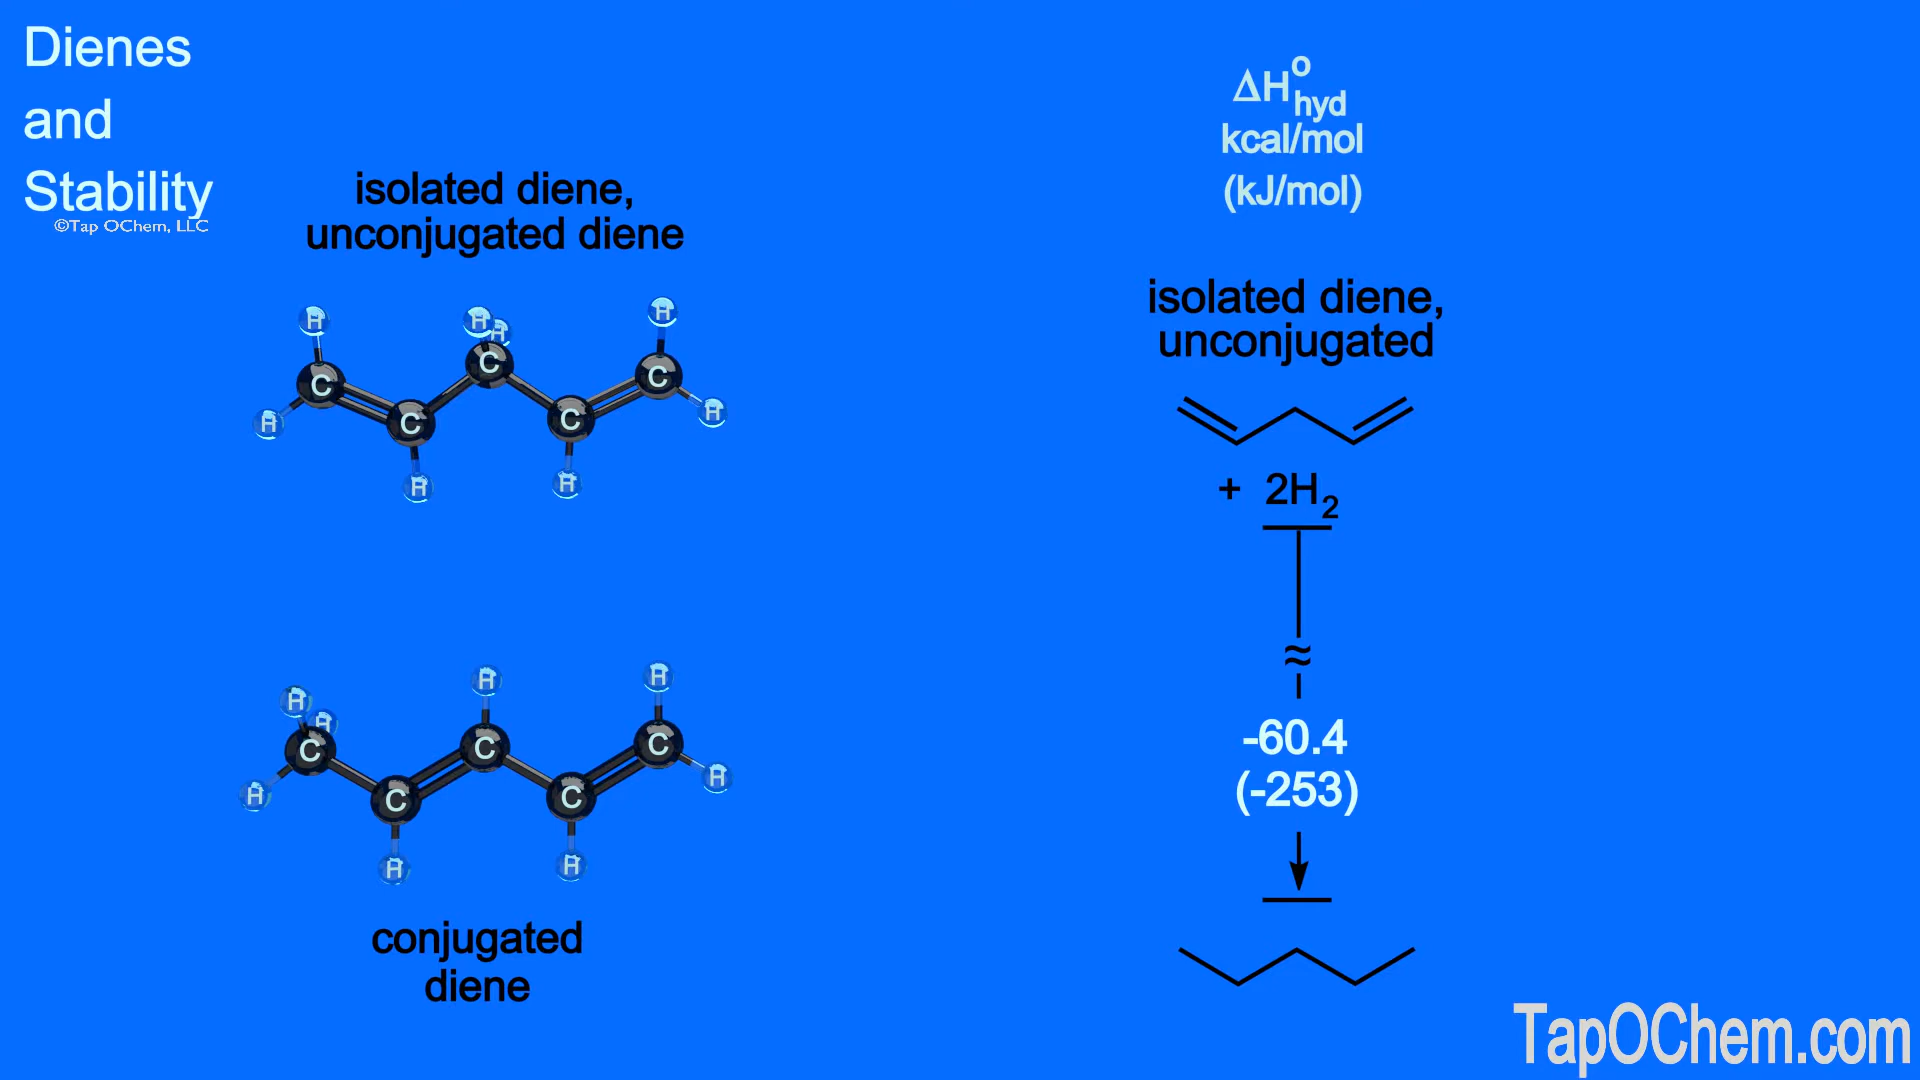 Dienes
and
Stability
©Tap OChem, LLC
isolated diene,
unconjugated diene
H
H
H
H
C
C
C
C
C
H
H
H
H
H
H
H
H
C
C
C
C
C
H
H
H
H
conjugated
diene
ΔH°hyd
kcal/mol
(kJ/mol)
isolated diene,
unconjugated
+ 2H2
≈
-60.4
(-253)
TapOChem.com